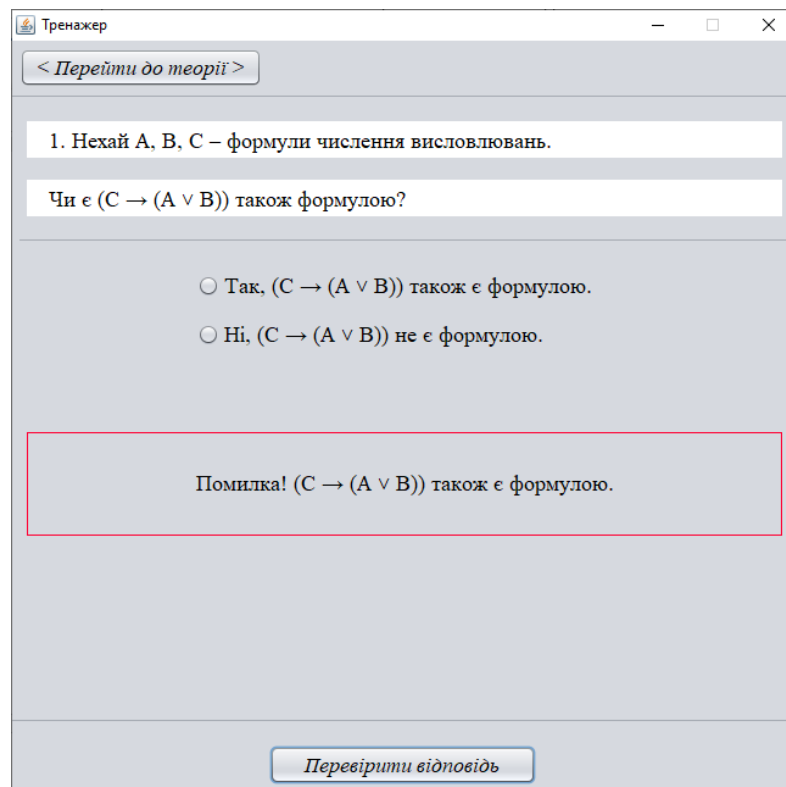 Тренажер
< Перейти до теорії >
1. Нехай A, B, C – формули числення висловлювань.
Чи є (C → (A ∨ B)) також формулою?
Так, (C → (A ∨ B)) також є формулою.
Ні, (C → (A ∨ B)) не є формулою.
Помилка! (C → (A ∨ B)) також є формулою.
Перевірити відповідь